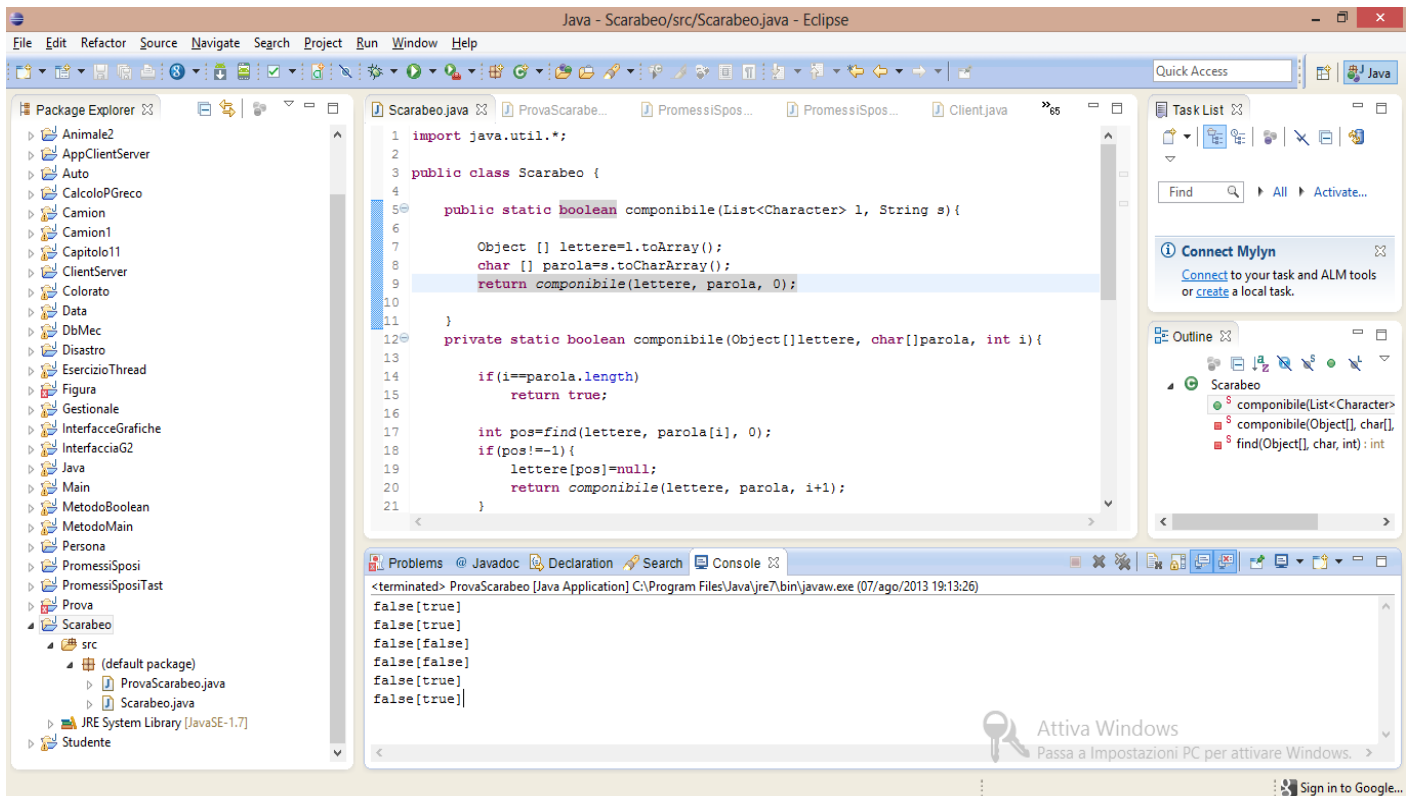 Java - Scarabeo/src/Scarabeo.java - Eclipse
File Edit Refactor Source Navigate Search Project Run Window Help
Quick Access
Java
Package Explorer
Animale2
AppClientServer
Auto
CalcoloPGreco
Camion
Camion1
Capitolo11
ClientServer
Colorato
Data
DbMec
Disastro
EsercizioThread
Figura
Gestionale
InterfacceGrafiche
InterfacciaG2
Java
Main
MetodoBoolean
MetodoMain
Persona
PromessiSposi
PromessiSposiTast
Prova
Scarabeo
src
(default package)
ProvaScarabeo.java
Scarabeo.java
JRE System Library [JavaSE-1.7]
Studente
Scarabeo.java ProvaScarabe... PromessiSpos... PromessiSpos... Client.java »65
1 import java.util.*;
2
3 public class Scarabeo {
4
5 public static boolean componibile(List<Character> l, String s){
6
7 Object [] lettere=l.toArray();
8 char [] parola=s.toCharArray();
9 return componibile(lettere, parola, 0);
10
11 }
12 private static boolean componibile(Object[]lettere, char[]parola, int i){
13
14 if(i==parola.length)
15 return true;
16
17 int pos=find(lettere, parola[i], 0);
18 if(pos!=-1){
19 lettere[pos]=null;
20 return componibile(lettere, parola, i+1);
21 }
Problems @ Javadoc Declaration Search Console
<terminated> ProvaScarabeo [Java Application] C:\Program Files\Java\jre7\bin\javaw.exe (07/ago/2013 19:13:26)
false[true]
false[true]
false[false]
false[false]
false[true]
false[true]
Task List
Find All Activate...
Connect Mylyn
Connect to your task and ALM tools
or create a local task.
Outline
Scarabeo
S componibile(List<Character>
S componibile(Object[], char[],
S find(Object[], char, int) : int
Attiva Windows
Passa a Impostazioni PC per attivare Windows.
Sign in to Google...